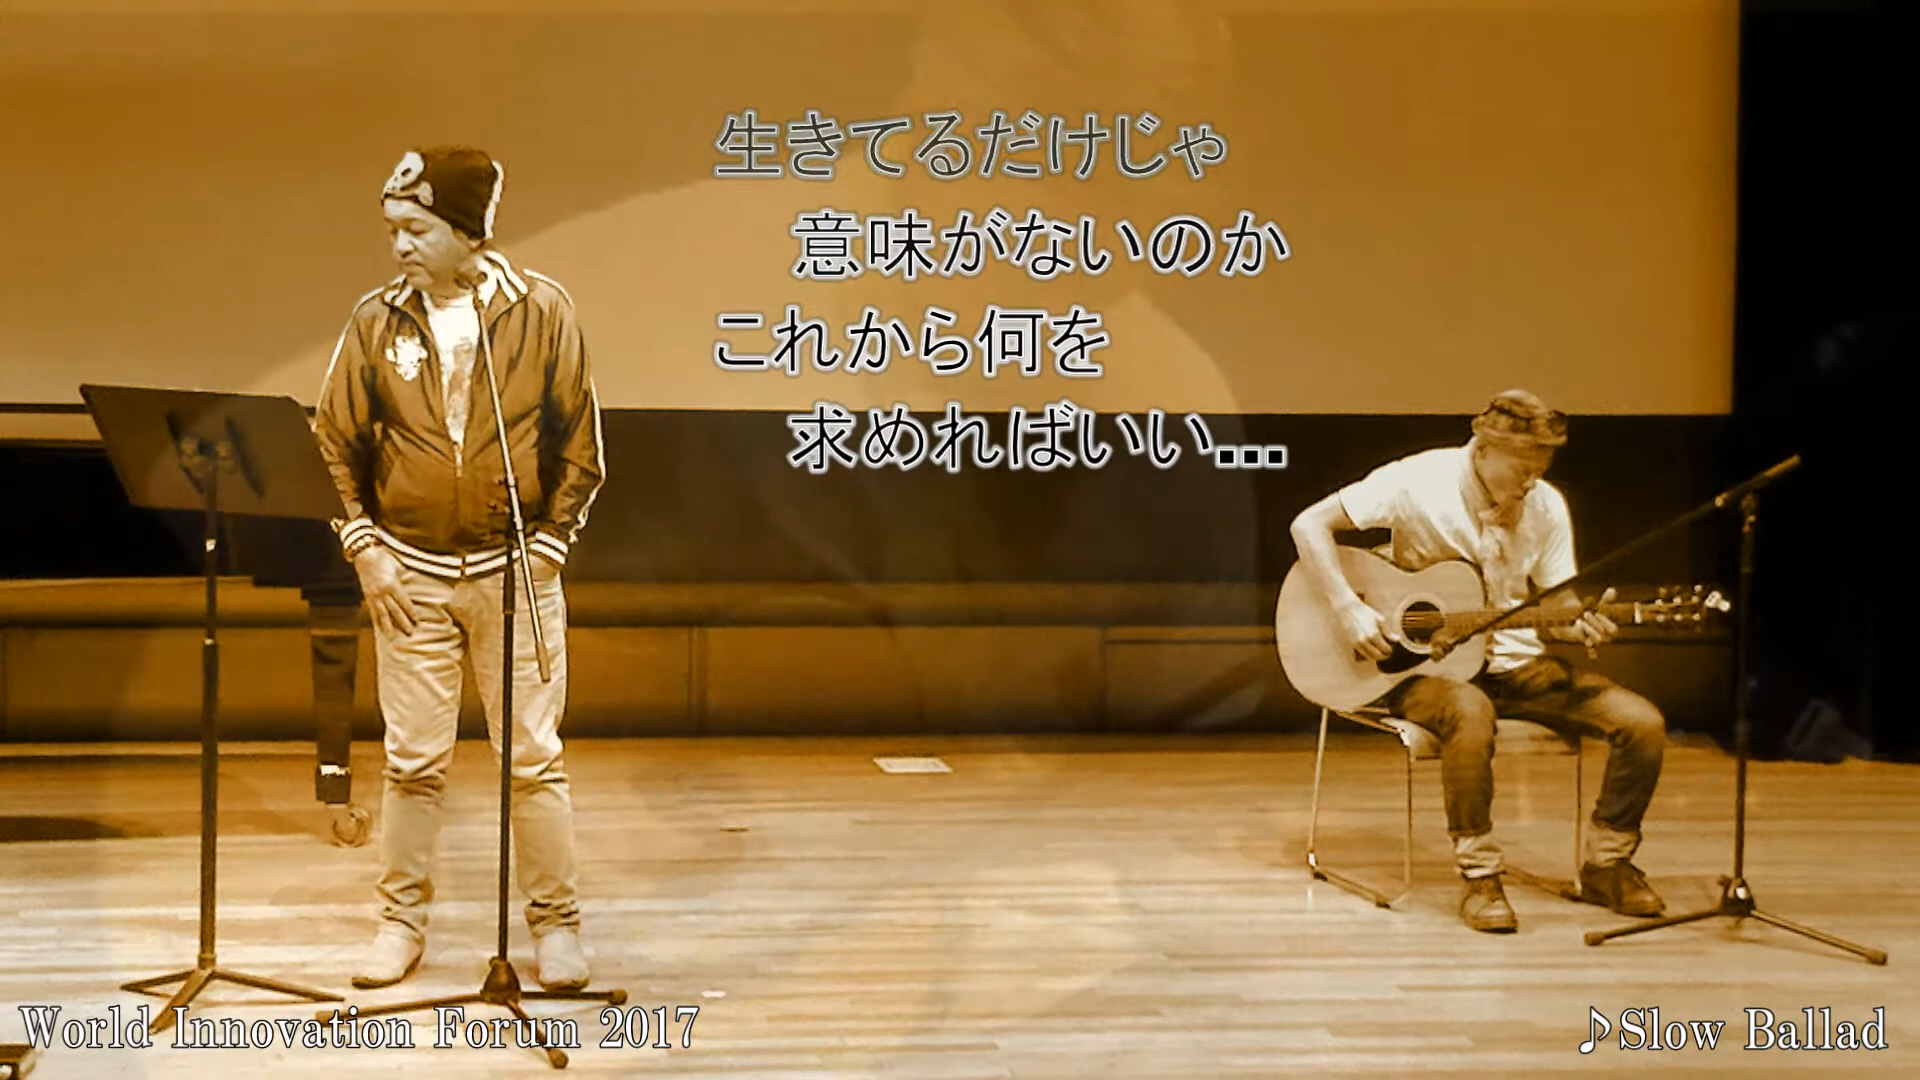 生きてるだけじゃ
意味がないのか
これから何を
求めればいい...
World Innovation Forum 2017
♪Slow Ballad